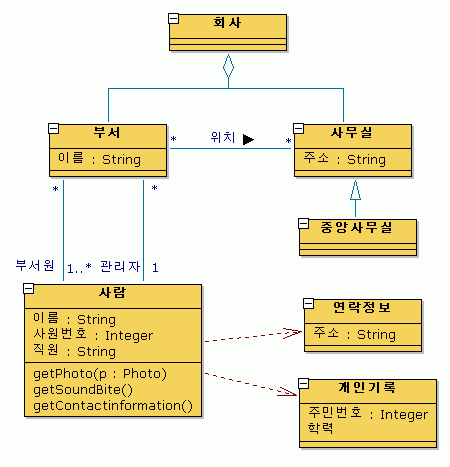 회사
부서
이름 : String
* 위치 ▶ *
사무실
주소 : String
중앙사무실
* *
부서원 1..* 관리자 1
사람
이름 : String
사원번호 : Integer
직원 : String
getPhoto(p : Photo)
getSoundBite()
getContactinformation()
연락정보
주소 : String
개인기록
주민번호 : Integer
학력